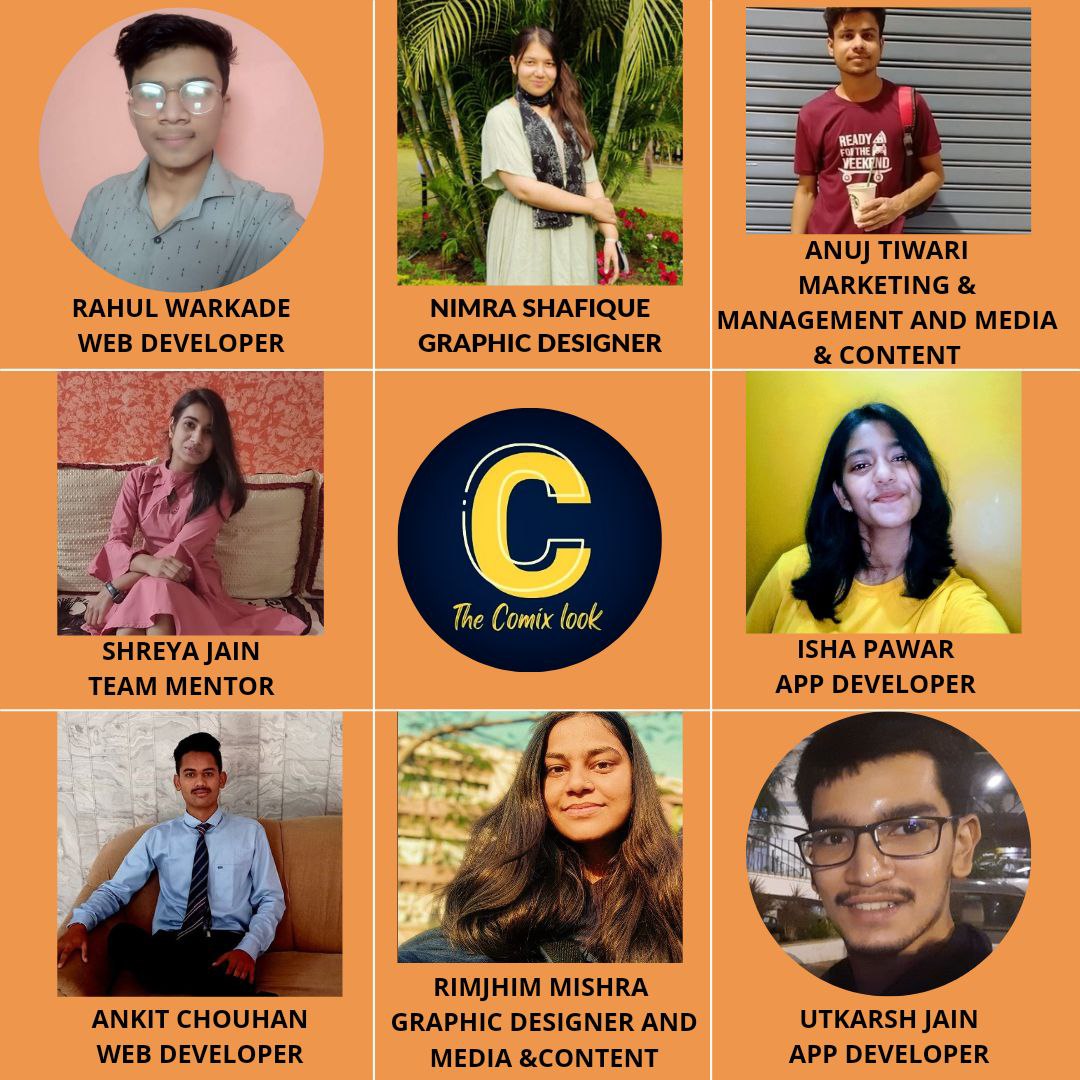 READY
FOR THE
WEEKEND
RAHUL WARKADE
WEB DEVELOPER
NIMRA SHAFIQUE
GRAPHIC DESIGNER
ANUJ TIWARI
MARKETING &
MANAGEMENT AND MEDIA
& CONTENT
SHREYA JAIN
TEAM MENTOR
C
The Comix look
ISHA PAWAR
APP DEVELOPER
ANKIT CHOUHAN
WEB DEVELOPER
RIMJHIM MISHRA
GRAPHIC DESIGNER AND
MEDIA &CONTENT
UTKARSH JAIN
APP DEVELOPER